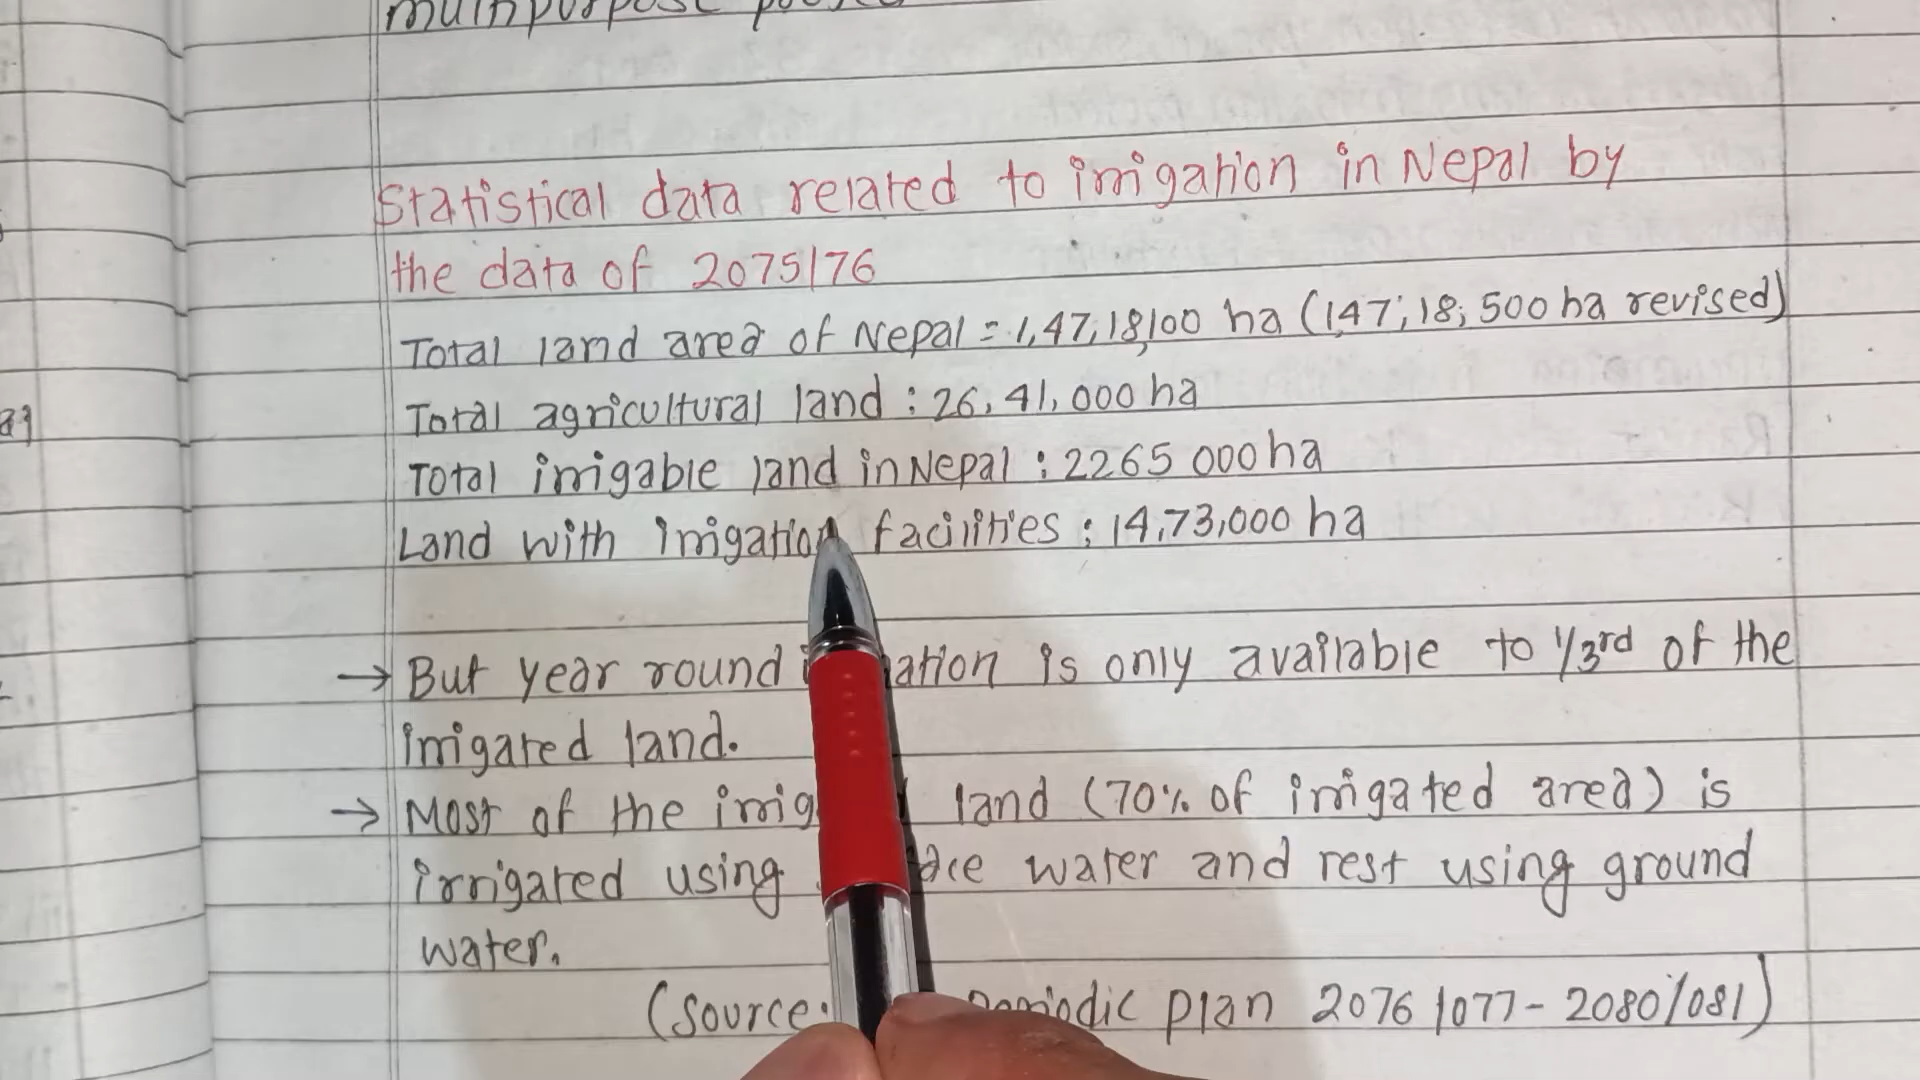 multipurpose
Statistical data related to irrigation in Nepal by
the data of 2075/76
Total land area of Nepal = 1,47,18,100 ha (147,18,500 ha revised)
Total agricultural land : 26,41,000 ha
Total irrigable land in Nepal : 2265 000 ha
Land with irrigation facilities : 14,73,000 ha
→ But year round is only available to 1/3rd of the
irrigated land.
→ Most of the land (70% of irrigated area) is
irrigated using water and rest using ground
water.
(Source: periodic plan 2076/077 - 2080/081)